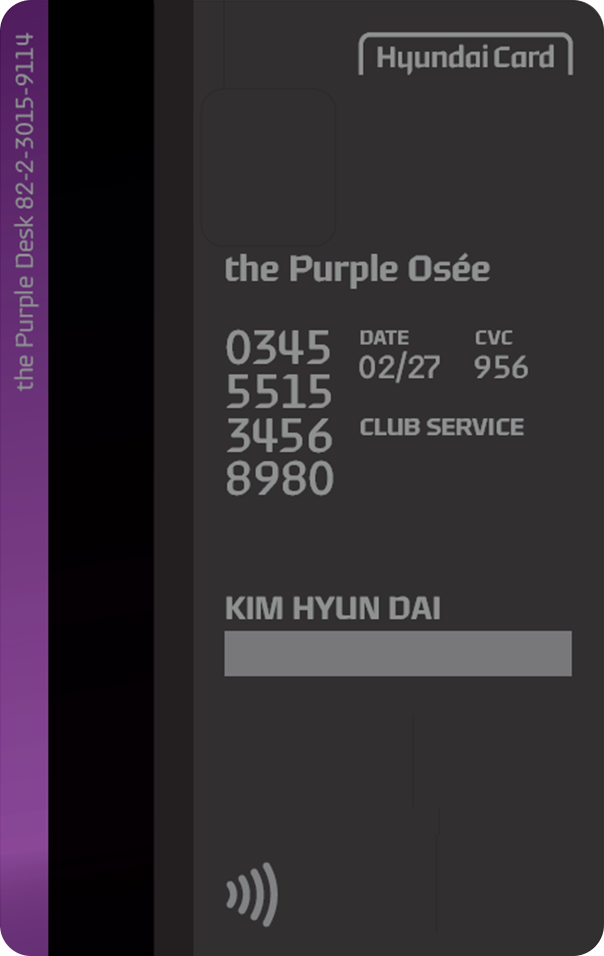 the Purple Desk 82-2-3015-9114
Hyundai Card
the Purple Osée
0345
5515
3456
8980
DATE
02/27
CVC
956
CLUB SERVICE
KIM HYUN DAI